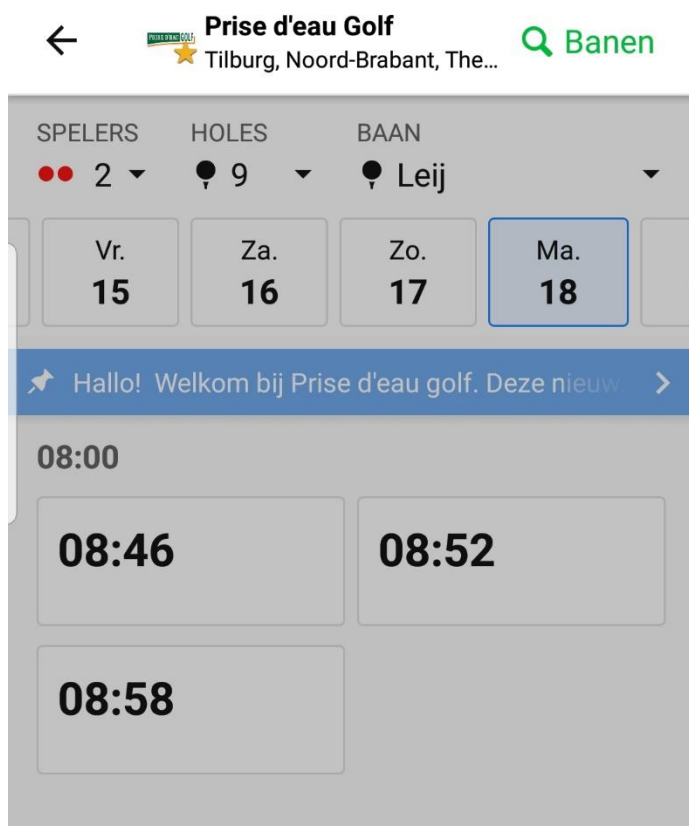 Prise d'eau Golf
Tilburg, Noord-Brabant, The...
Banen
SPELERS HOLES BAAN
2 9 Leij
Vr. Za. Zo. Ma.
15 16 17 18
Hallo! Welkom bij Prise d'eau golf. Deze nieuw
08:00
08:46 08:52
08:58